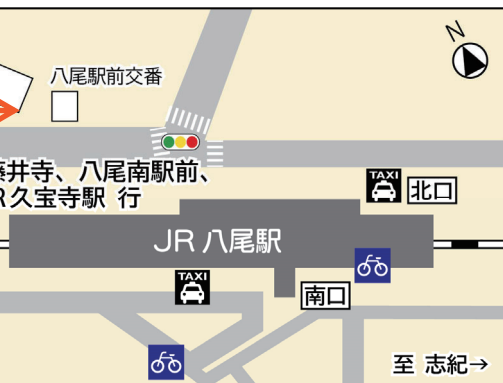 N
八尾駅前交番
藤井寺、八尾南駅前、
R久宝寺駅 行
TAXI
北口
JR 八尾駅
TAXI
南口
至 志紀→